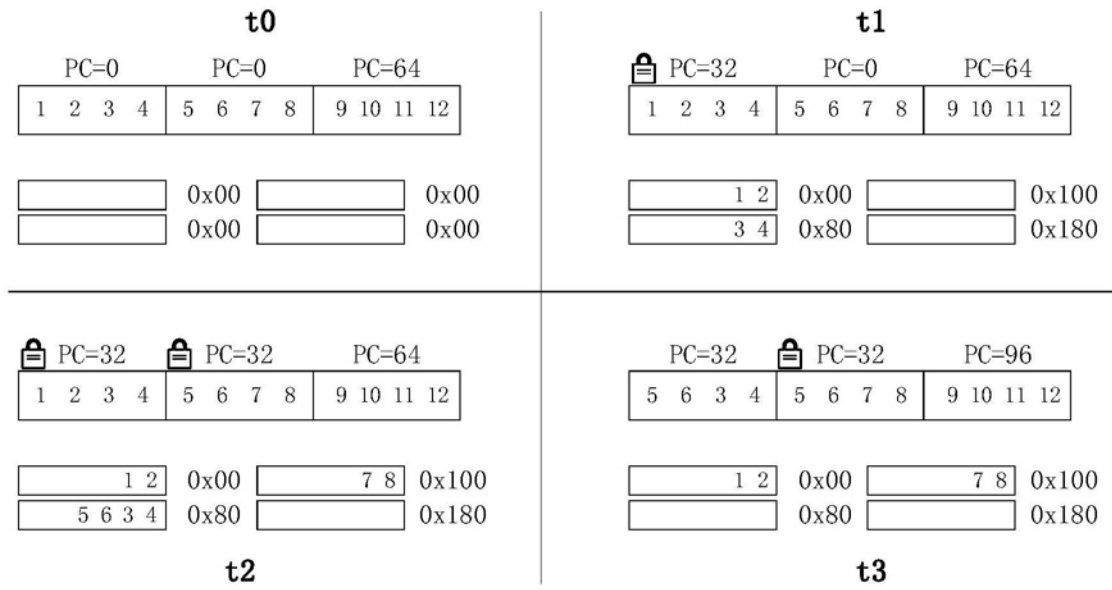 t0
PC=0 PC=0 PC=64
1 2 3 4 5 6 7 8 9 10 11 12
0x00 0x00
0x00 0x00
t1
PC=32 PC=0 PC=64
1 2 3 4 5 6 7 8 9 10 11 12
1 2 0x00 0x100
3 4 0x80 0x180
PC=32 PC=32 PC=64
1 2 3 4 5 6 7 8 9 10 11 12
1 2 0x00 7 8 0x100
5 6 3 4 0x80 0x180
t2
PC=32 PC=32 PC=96
5 6 3 4 5 6 7 8 9 10 11 12
1 2 0x00 7 8 0x100
0x80 0x180
t3